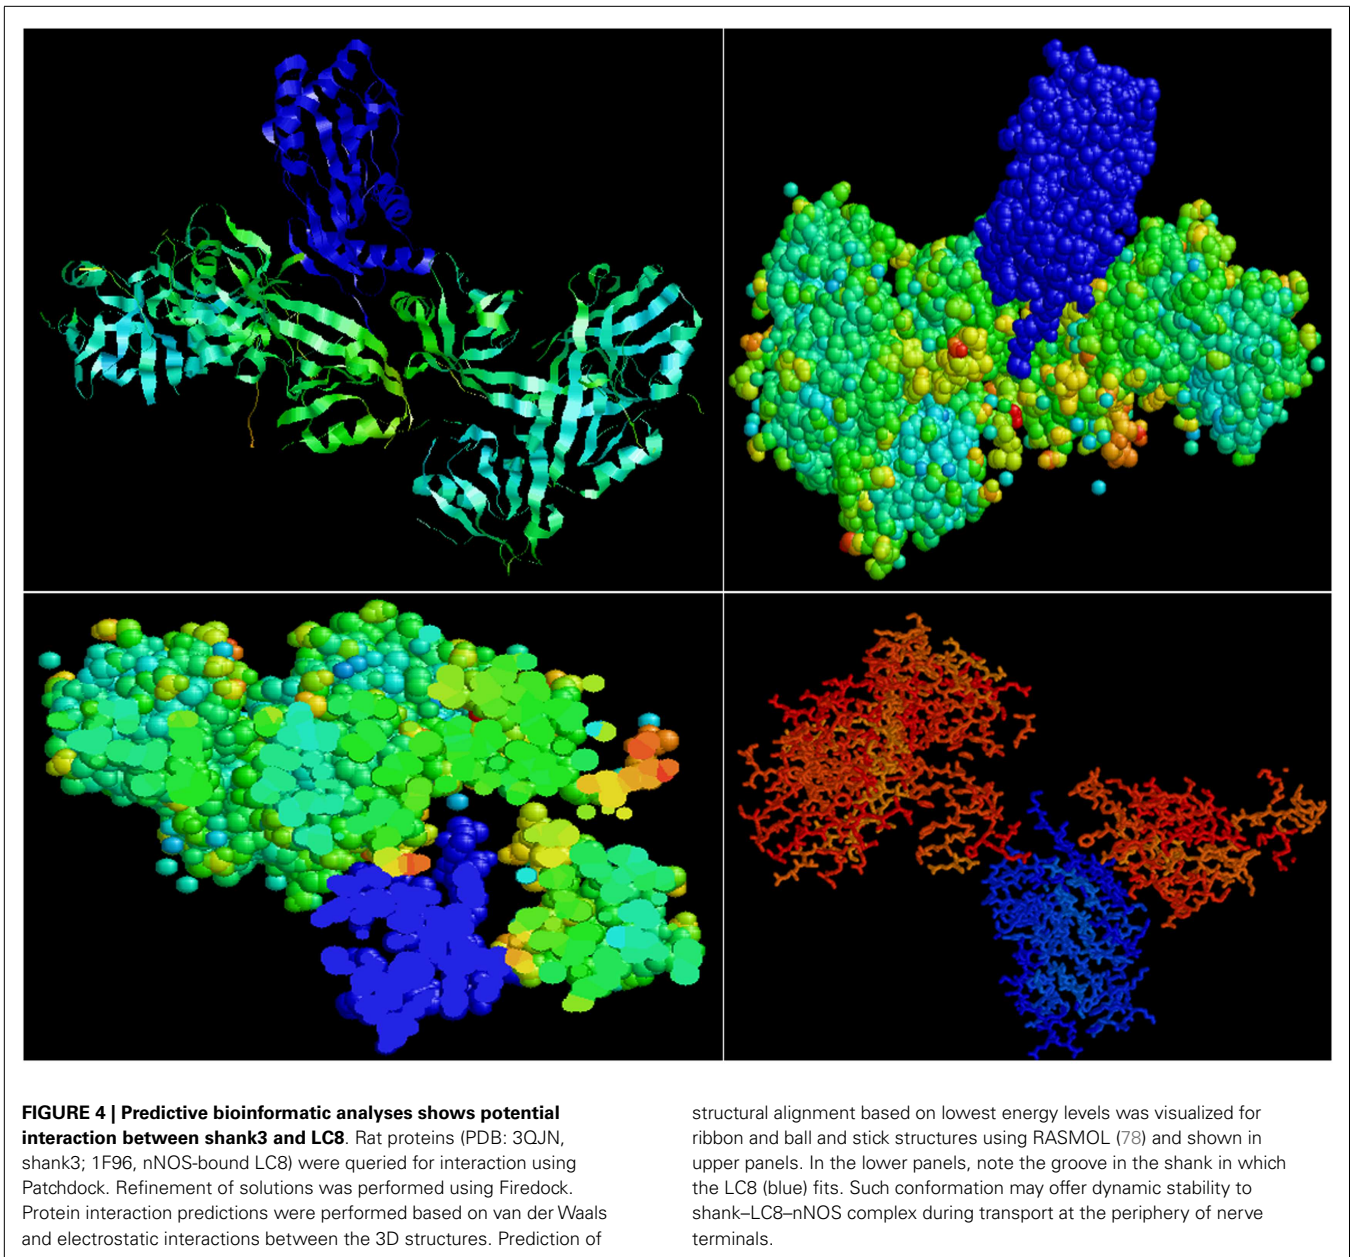 FIGURE 4 | Predictive bioinformatic analyses shows potential
interaction between shank3 and LC8. Rat proteins (PDB: 3QJN,
shank3; 1F96, nNOS-bound LC8) were queried for interaction using
Patchdock. Refinement of solutions was performed using Firedock.
Protein interaction predictions were performed based on van der Waals
and electrostatic interactions between the 3D structures. Prediction of
structural alignment based on lowest energy levels was visualized for
ribbon and ball and stick structures using RASMOL (78) and shown in
upper panels. In the lower panels, note the groove in the shank in which
the LC8 (blue) fits. Such conformation may offer dynamic stability to
shank–LC8–nNOS complex during transport at the periphery of nerve
terminals.